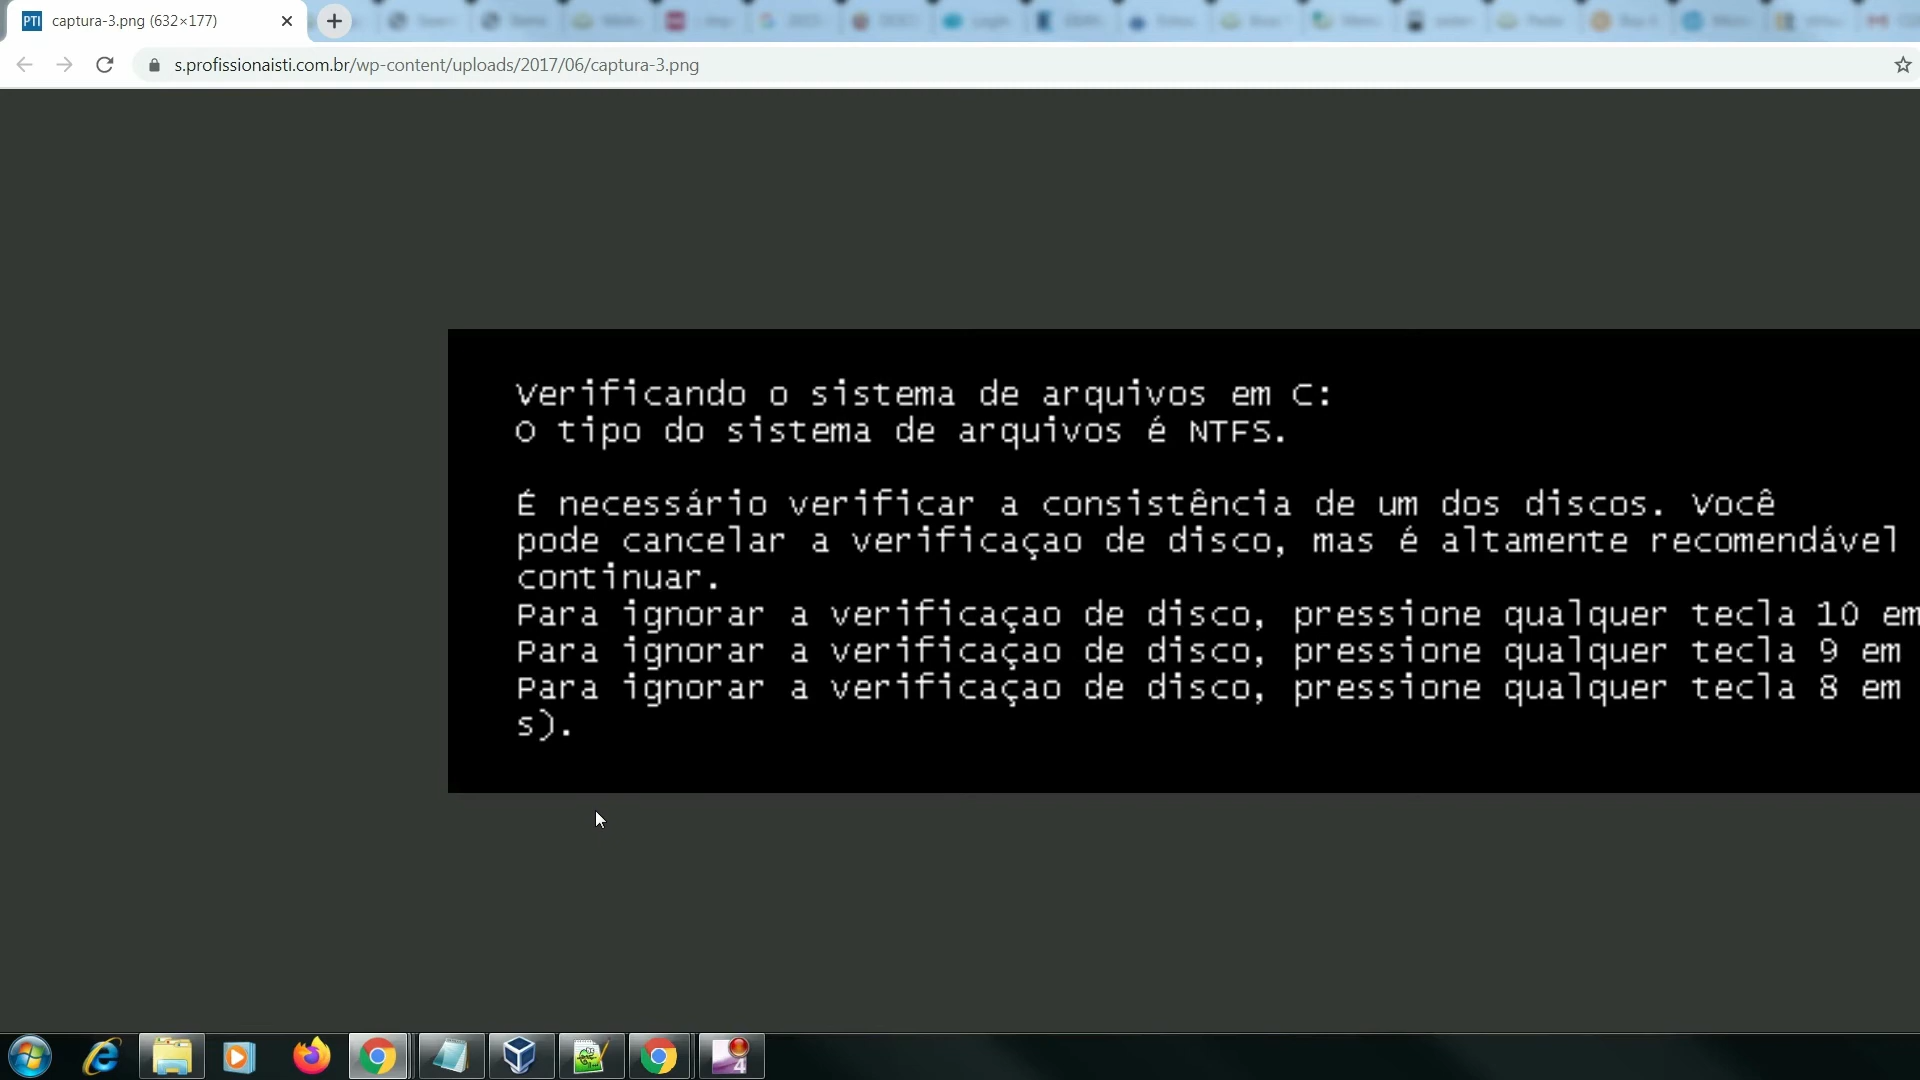 PTI captura-3.png (632×177)
s.profissionaisti.com.br/wp-content/uploads/2017/06/captura-3.png
Verificando o sistema de arquivos em C:
O tipo do sistema de arquivos é NTFS.
É necessário verificar a consistência de um dos discos. Você
pode cancelar a verificaçao de disco, mas é altamente recomendável
continuar.
Para ignorar a verificaçao de disco, pressione qualquer tecla 10 em
Para ignorar a verificaçao de disco, pressione qualquer tecla 9 em
Para ignorar a verificaçao de disco, pressione qualquer tecla 8 em
s).
4